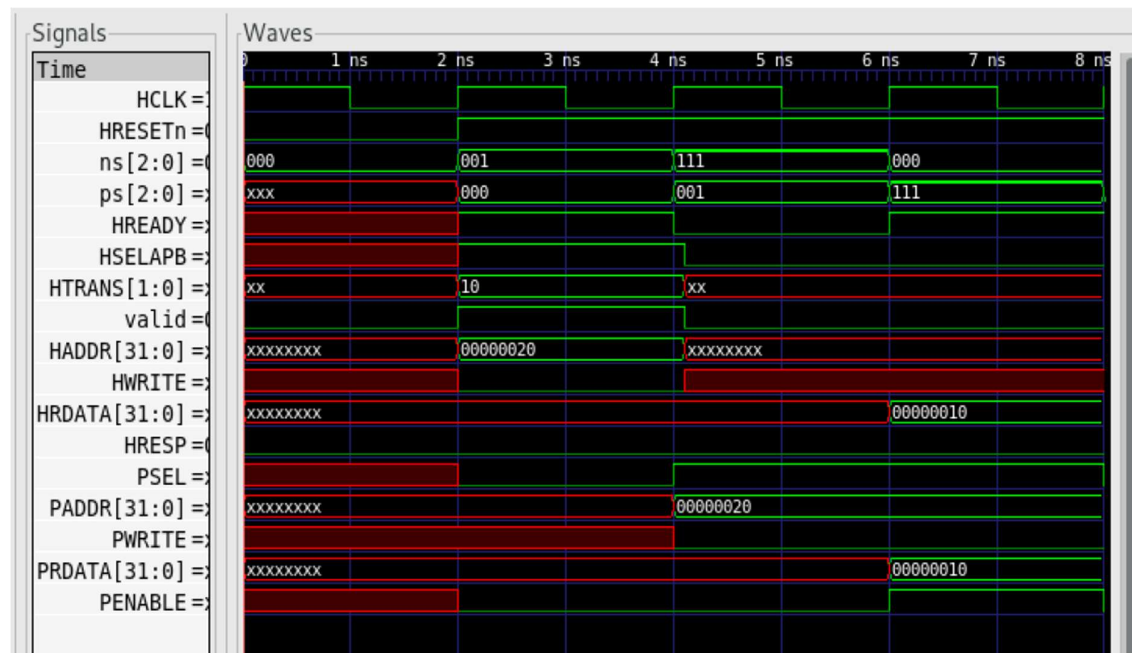 Signals
Waves
Time
0 1 ns 2 ns 3 ns 4 ns 5 ns 6 ns 7 ns 8 ns
HCLK =
HRESETn =
ns[2:0] = 000 001 111 000
ps[2:0] = xxx 000 001 111
HREADY =
HSELAPB =
HTRANS[1:0] = xx 10 xx
valid =
HADDR[31:0] = xxxxxxxx 00000020 xxxxxxxx
HWRITE =
HRDATA[31:0] = xxxxxxxx 00000010
HRESP =
PSEL =
PADDR[31:0] = xxxxxxxx 00000020
PWRITE =
PRDATA[31:0] = xxxxxxxx 00000010
PENABLE =